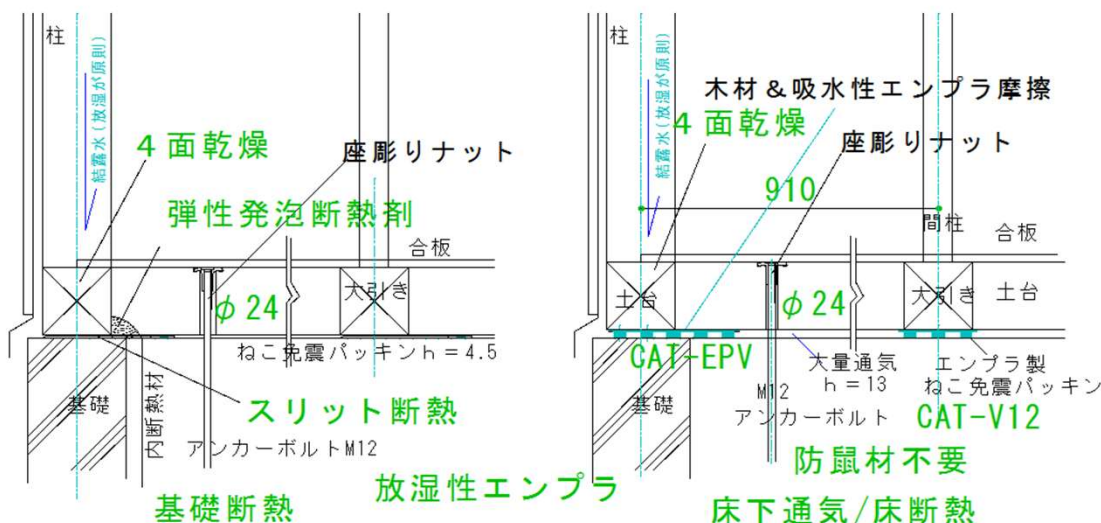 柱
結露水(放湿が原則)
4面乾燥
座彫りナット
弾性発泡断熱剤
合板
大引き
φ24
ねこ免震パッキンh=4.5
基礎
内断熱材
スリット断熱
アンカーボルトM12
基礎断熱
放湿性エンプラ
柱
結露水(放湿が原則)
木材&吸水性エンプラ摩擦
4面乾燥
座彫りナット
910
間柱
合板
土台
φ24
大引き
土台
CAT-EPV
大量通気
h=13
エンプラ製
ねこ免震パッキン
基礎
M12
アンカーボルト
CAT-V12
防鼠材不要
床下通気/床断熱